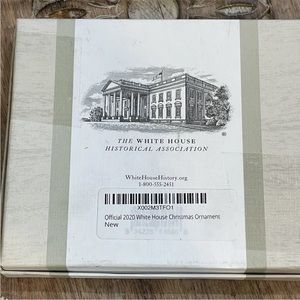 THE WHITE HOUSE
HISTORICAL ASSOCIATION
WhiteHouseHistory.org
1-800-555-2451
X002M3TFO1
Official 2020 White House Christmas Ornament
New